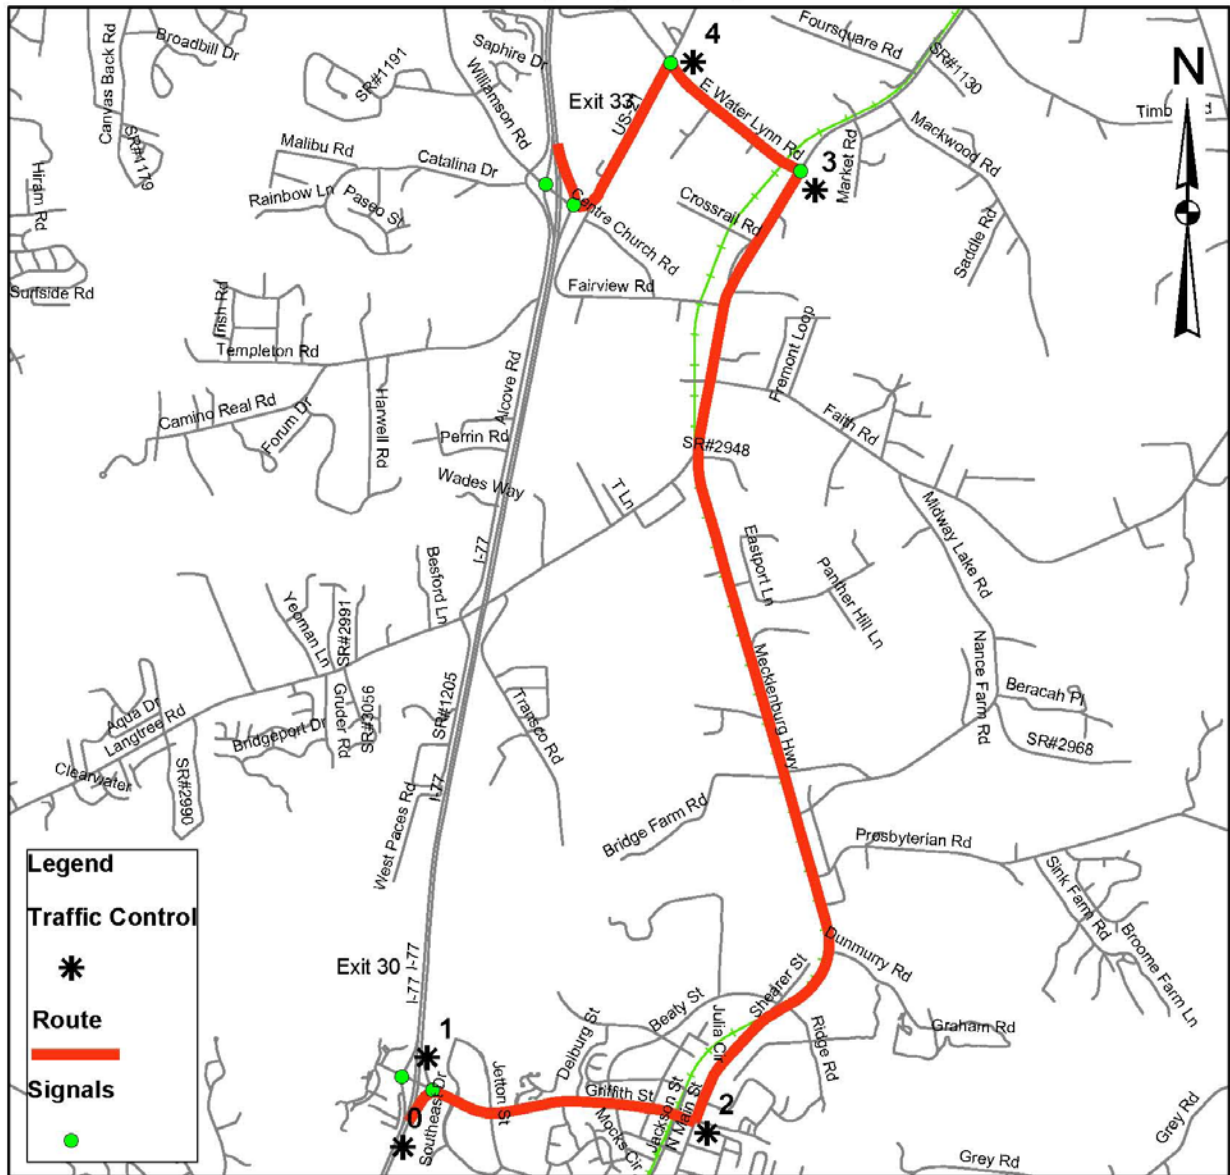 Foursquare Rd
4
Broadbill Dr
Canvas Back Rd
Saphire Dr
SR#1191
Williamson Rd
SR#1130
N
Exit 33
US-21
E Water Lynn Rd
Mackwood Rd
SR#1179
Malibu Rd
Catalina Dr
Market Rd
3
Hiram Rd
Rainbow Ln
Paseo St
Centre Church Rd
Crossrail Rd
Saddle Rd
Surfside Rd
Fairview Rd
Irish Rd
Templeton Rd
Alcove Rd
Fremont Loop
Camino Real Rd
Forum Dr
Harwell Rd
Perrin Rd
Faith Rd
SR#2948
Wades Way
T Ln
Midway Lake Rd
I-77
Besford Ln
Eastport Ln
Panther Hill Ln
Yeoman Ln
SR#2991
Nance Farm Rd
Mecklenburg Hwy
Beracah Pl
Aqua Dr
Langtree Rd
Gruder Rd
SR#3056
SR#1205
Transco Rd
SR#2968
Bridgeport Dr
Clearwater
SR#2990
I-77
West Paces Rd
Bridge Farm Rd
Presbyterian Rd
Sink Farm Rd
Broome Farm Ln
Legend
Traffic Control
Route
Signals
Exit 30
I-77 I-77
Dunmurry Rd
Shearer St
Beaty St
Julia Cir
Ridge Rd
Graham Rd
1
Delburg St
Jetton St
Griffith St
0
Southeast Dr
Mocks Cir
Jackson St
N Main St
2
Grey Rd
Grey Rd